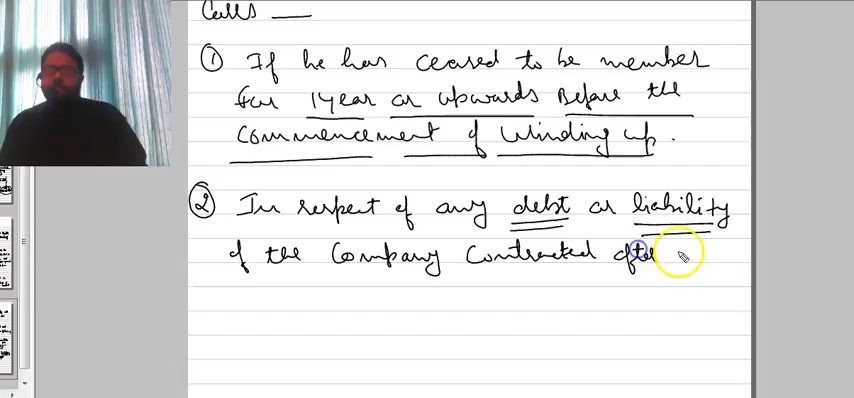 Calls
① If he has ceased to be member
for 1 year or upwards Before the
Commencement of Winding up.
② In respect of any debt or liability
of the Company Contracted after